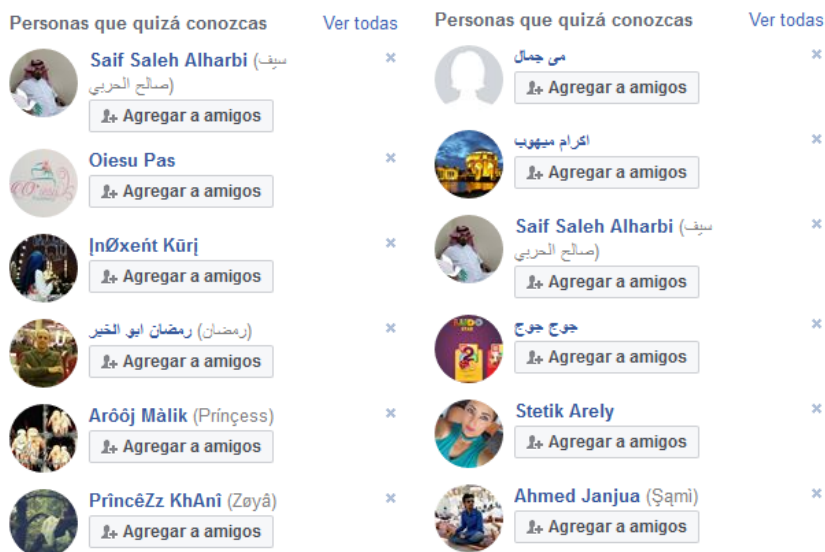 Personas que quizá conozcas Ver todas
Saif Saleh Alharbi (سيف
صالح الحربي)
Agregar a amigos
Oiesu Pas
Agregar a amigos
ĮnØxeńt Kūrį
Agregar a amigos
رمضان ابو الخير (رمضان)
Agregar a amigos
Arôôj Màlik (Prínçess)
Agregar a amigos
PrîncêZz KhAnî (Zøyâ)
Agregar a amigos
Personas que quizá conozcas Ver todas
مى جمال
Agregar a amigos
اكرام ميهوب
Agregar a amigos
Saif Saleh Alharbi (سيف
صالح الحربي)
Agregar a amigos
جوج جوج
Agregar a amigos
Stetik Arely
Agregar a amigos
Ahmed Janjua (Şąmì)
Agregar a amigos